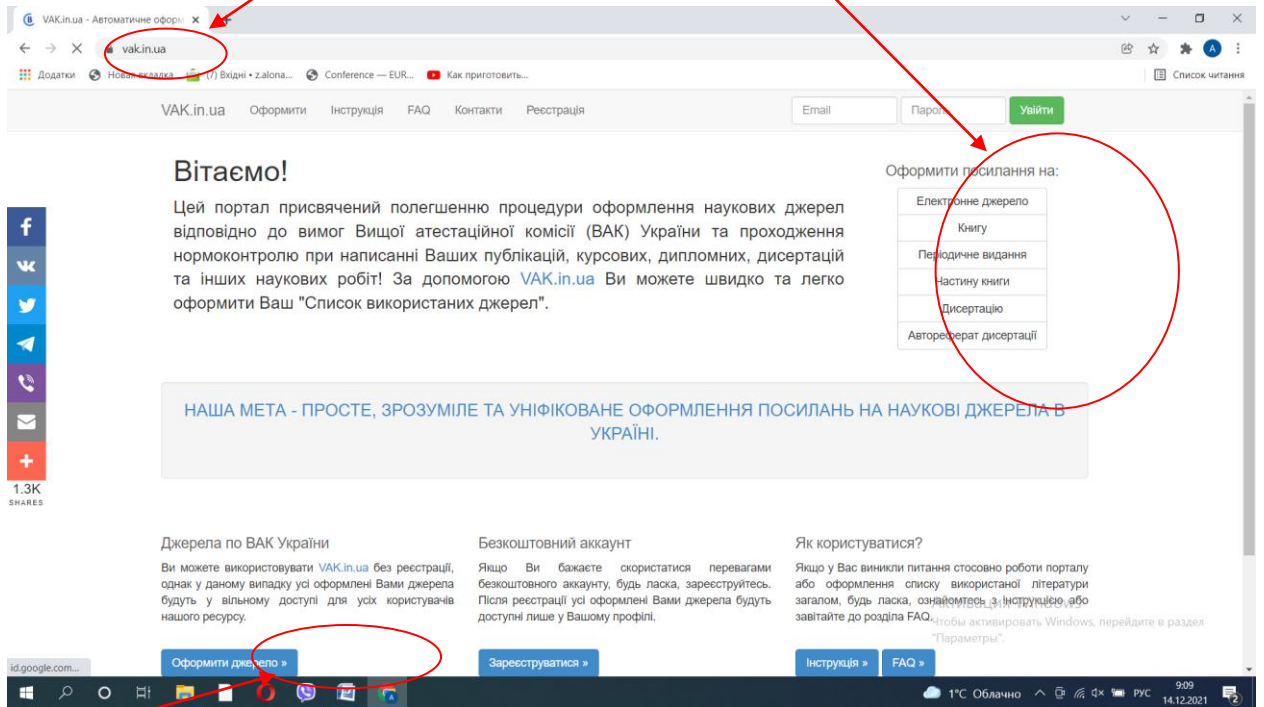 VAK.in.ua - Автоматичне оформ
vak.in.ua
Додатки Новая вкладка (7) Вхідні • z.alona... Conference — EUR... Как приготовить... Список читання
VAK.in.ua Оформити Інструкція FAQ Контакти Реєстрація Email Пароль Увійти
Вітаємо!
Цей портал присвячений полегшенню процедури оформлення наукових джерел
відповідно до вимог Вищої атестаційної комісії (ВАК) України та проходження
нормоконтролю при написанні Ваших публікацій, курсових, дипломних, дисертацій
та інших наукових робіт! За допомогою VAK.in.ua Ви можете швидко та легко
оформити Ваш "Список використаних джерел".
Оформити посилання на:
Електронне джерело
Книгу
Періодичне видання
Частину книги
Дисертацію
Автореферат дисертації
1.3K
SHARES
НАША МЕТА - ПРОСТЕ, ЗРОЗУМІЛЕ ТА УНІФІКОВАНЕ ОФОРМЛЕННЯ ПОСИЛАНЬ НА НАУКОВІ ДЖЕРЕЛА В
УКРАЇНІ.
Джерела по ВАК України
Ви можете використовувати VAK.in.ua без реєстрації,
однак у даному випадку усі оформлені Вами джерела
будуть у вільному доступі для усіх користувачів
нашого ресурсу.
Оформити джерело »
Безкоштовний аккаунт
Якщо Ви бажаєте скористатися перевагами
безкоштовного аккаунту, будь ласка, зареєструйтесь.
Після реєстрації усі оформлені Вами джерела будуть
доступні лише у Вашому профілі.
Зареєструватися »
Як користуватися?
Якщо у Вас виникли питання стосовно роботи порталу
або оформлення списку використаної літератури
загалом, будь ласка, ознайомтесь з Інструкцією або
завітайте до розділа FAQ.
Інструкція » FAQ »
Активация Windows
Чтобы активировать Windows, перейдите в раздел
"Параметры".
id.google.com...
1°C Облачно РУС 9:09
14.12.2021
2